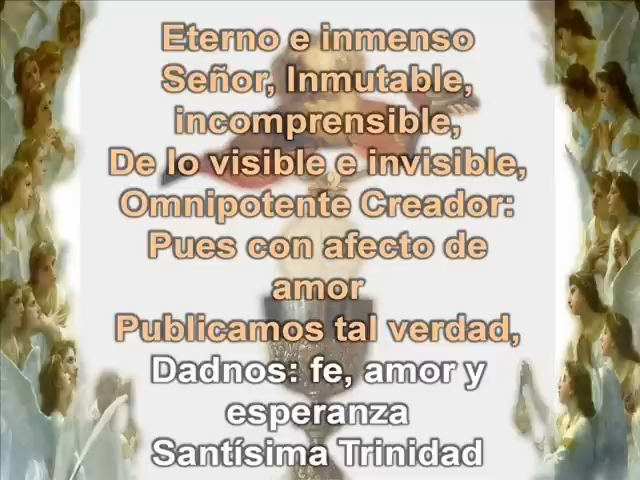 Eterno e inmenso
Señor, Inmutable,
incomprensible,
De lo visible e invisible,
Omnipotente Creador:
Pues con afecto de
amor
Publicamos tal verdad,
Dadnos: fe, amor y
esperanza
Santísima Trinidad